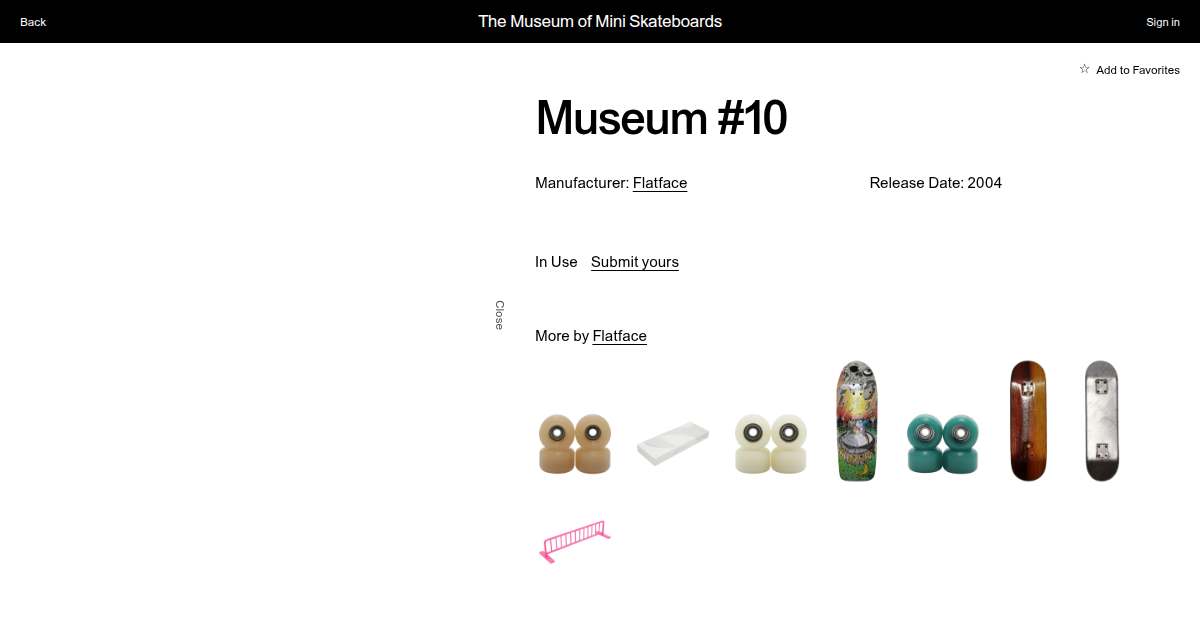 Back
The Museum of Mini Skateboards
Sign in
☆ Add to Favorites
Museum #10
Manufacturer: Flatface
Release Date: 2004
In Use Submit yours
Close
More by Flatface